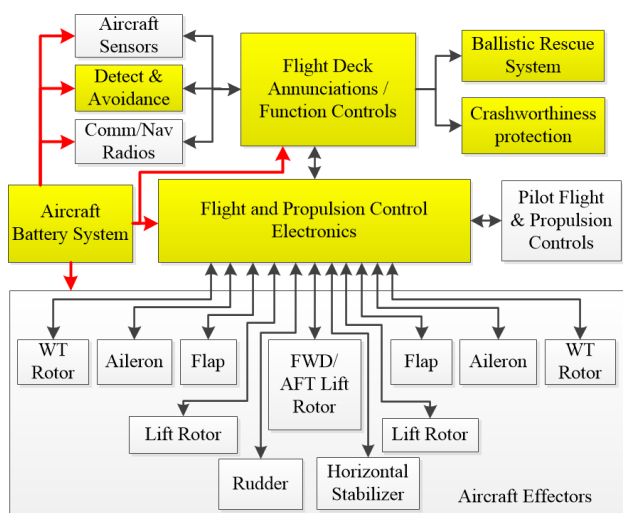 Aircraft
Sensors
Detect &
Avoidance
Comm/Nav
Radios
Flight Deck
Annunciations /
Function Controls
Ballistic Rescue
System
Crashworthiness
protection
Aircraft
Battery System
Flight and Propulsion Control
Electronics
Pilot Flight
& Propulsion
Controls
WT
Rotor
Aileron
Flap
FWD/
AFT Lift
Rotor
Flap
Aileron
WT
Rotor
Lift Rotor
Lift Rotor
Rudder
Horizontal
Stabilizer
Aircraft Effectors